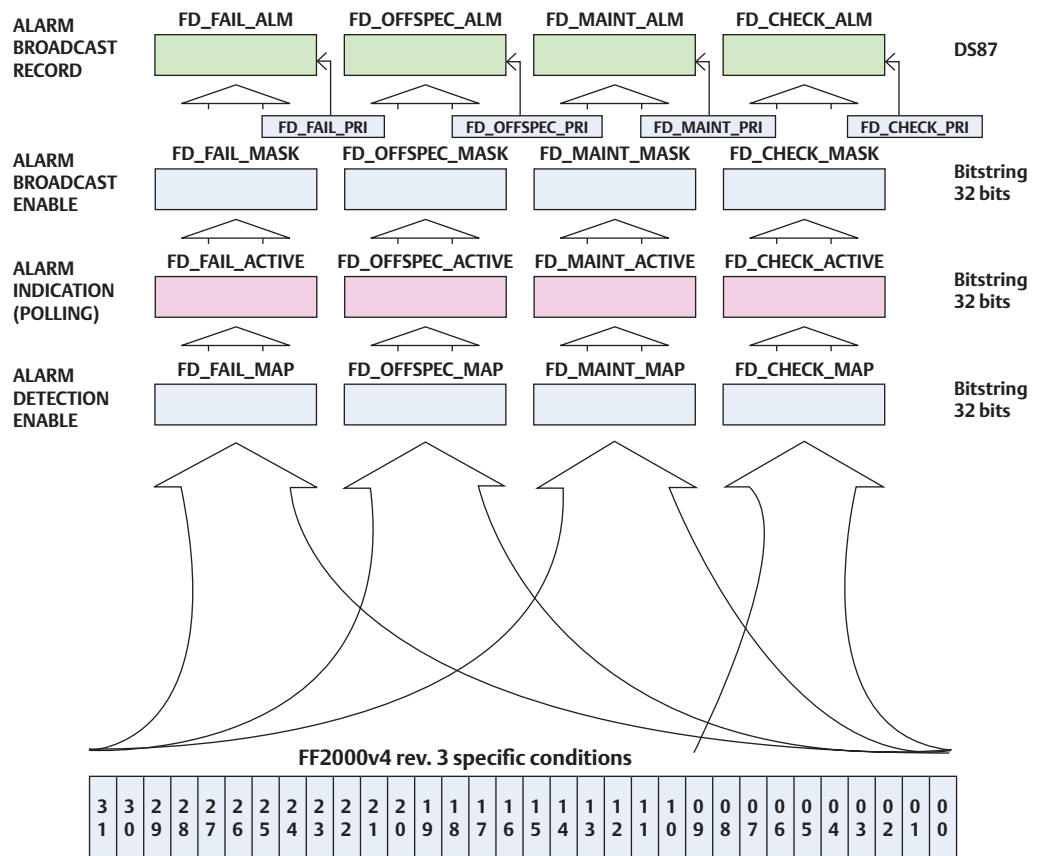 FD_FAIL_ALM FD_OFFSPEC_ALM FD_MAINT_ALM FD_CHECK_ALM
ALARM
BROADCAST
RECORD
DS87
FD_FAIL_PRI FD_OFFSPEC_PRI FD_MAINT_PRI FD_CHECK_PRI
FD_FAIL_MASK FD_OFFSPEC_MASK FD_MAINT_MASK FD_CHECK_MASK
ALARM
BROADCAST
ENABLE
Bitstring
32 bits
FD_FAIL_ACTIVE FD_OFFSPEC_ACTIVE FD_MAINT_ACTIVE FD_CHECK_ACTIVE
ALARM
INDICATION
(POLLING)
Bitstring
32 bits
FD_FAIL_MAP FD_OFFSPEC_MAP FD_MAINT_MAP FD_CHECK_MAP
ALARM
DETECTION
ENABLE
Bitstring
32 bits
FF2000v4 rev. 3 specific conditions
31 30 29 28 27 26 25 24 23 22 21 20 19 18 17 16 15 14 13 12 11 10 09 08 07 06 05 04 03 02 01 00